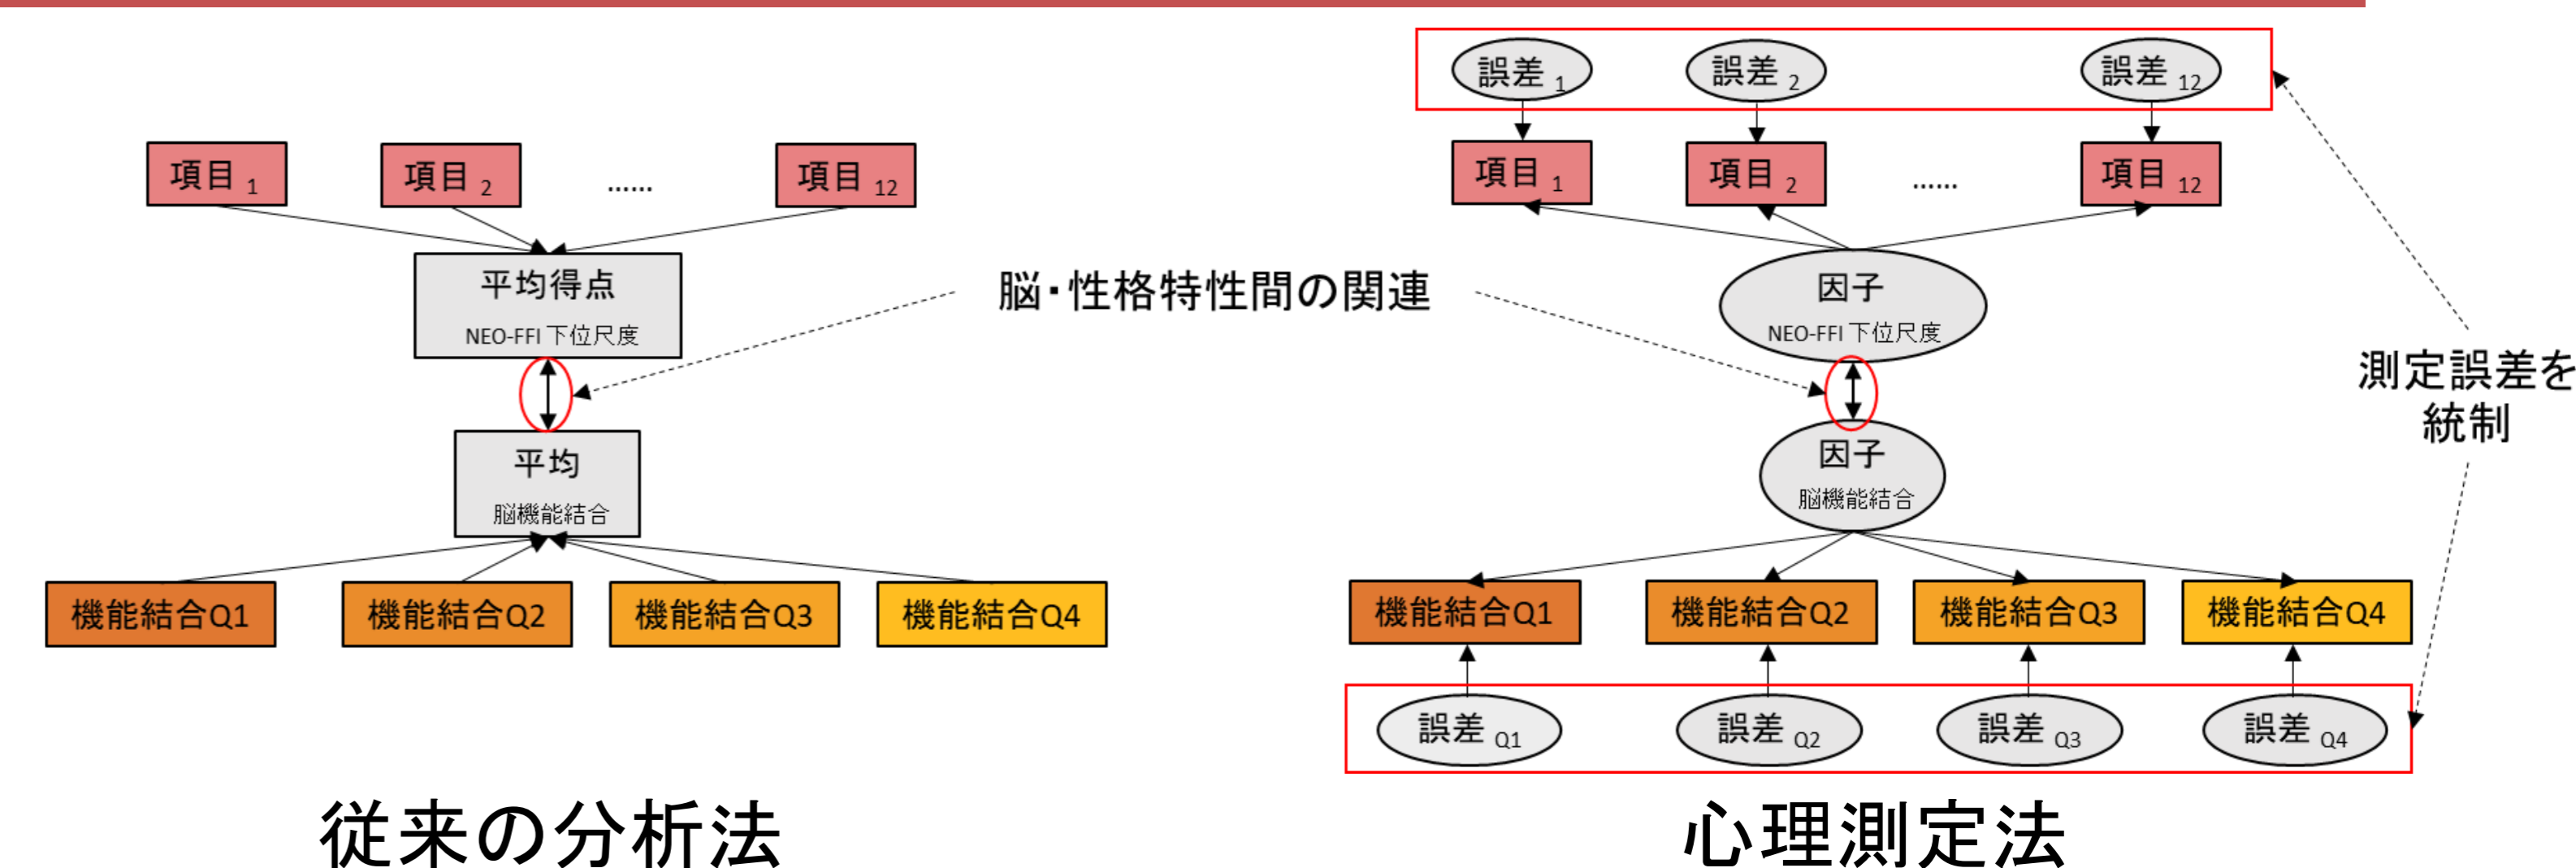 項目 1
項目 2
......
項目 12
平均得点
NEO-FFI 下位尺度
平均
脳機能結合
機能結合Q1
機能結合Q2
機能結合Q3
機能結合Q4
従来の分析法
脳・性格特性間の関連
誤差 1
誤差 2
誤差 12
項目 1
項目 2
......
項目 12
因子
NEO-FFI 下位尺度
因子
脳機能結合
機能結合Q1
機能結合Q2
機能結合Q3
機能結合Q4
誤差 Q1
誤差 Q2
誤差 Q3
誤差 Q4
測定誤差を
統制
心理測定法